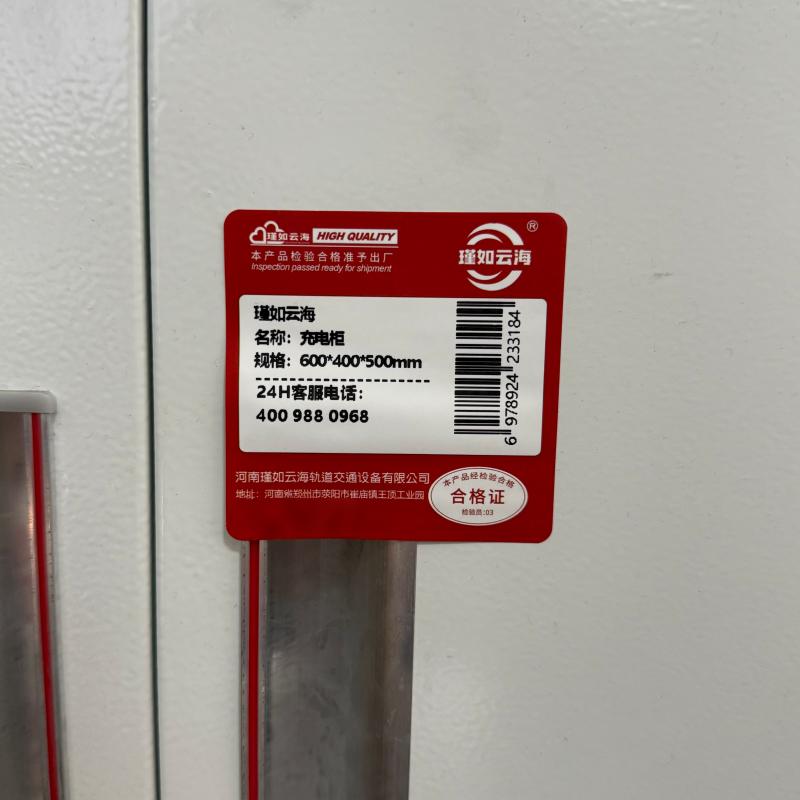 瑾如云海 HIGH QUALITY
本产品检验合格准予出厂
Inspection passed ready for shipment
瑾如云海®
瑾如云海
名称：充电柜
规格：600*400*500mm
24H客服电话：
400 988 0968
6 978924 233184
河南瑾如云海轨道交通设备有限公司
地址：河南省郑州市荥阳市崔庙镇王顶工业园
本产品经检验合格
合格证
检验员:03